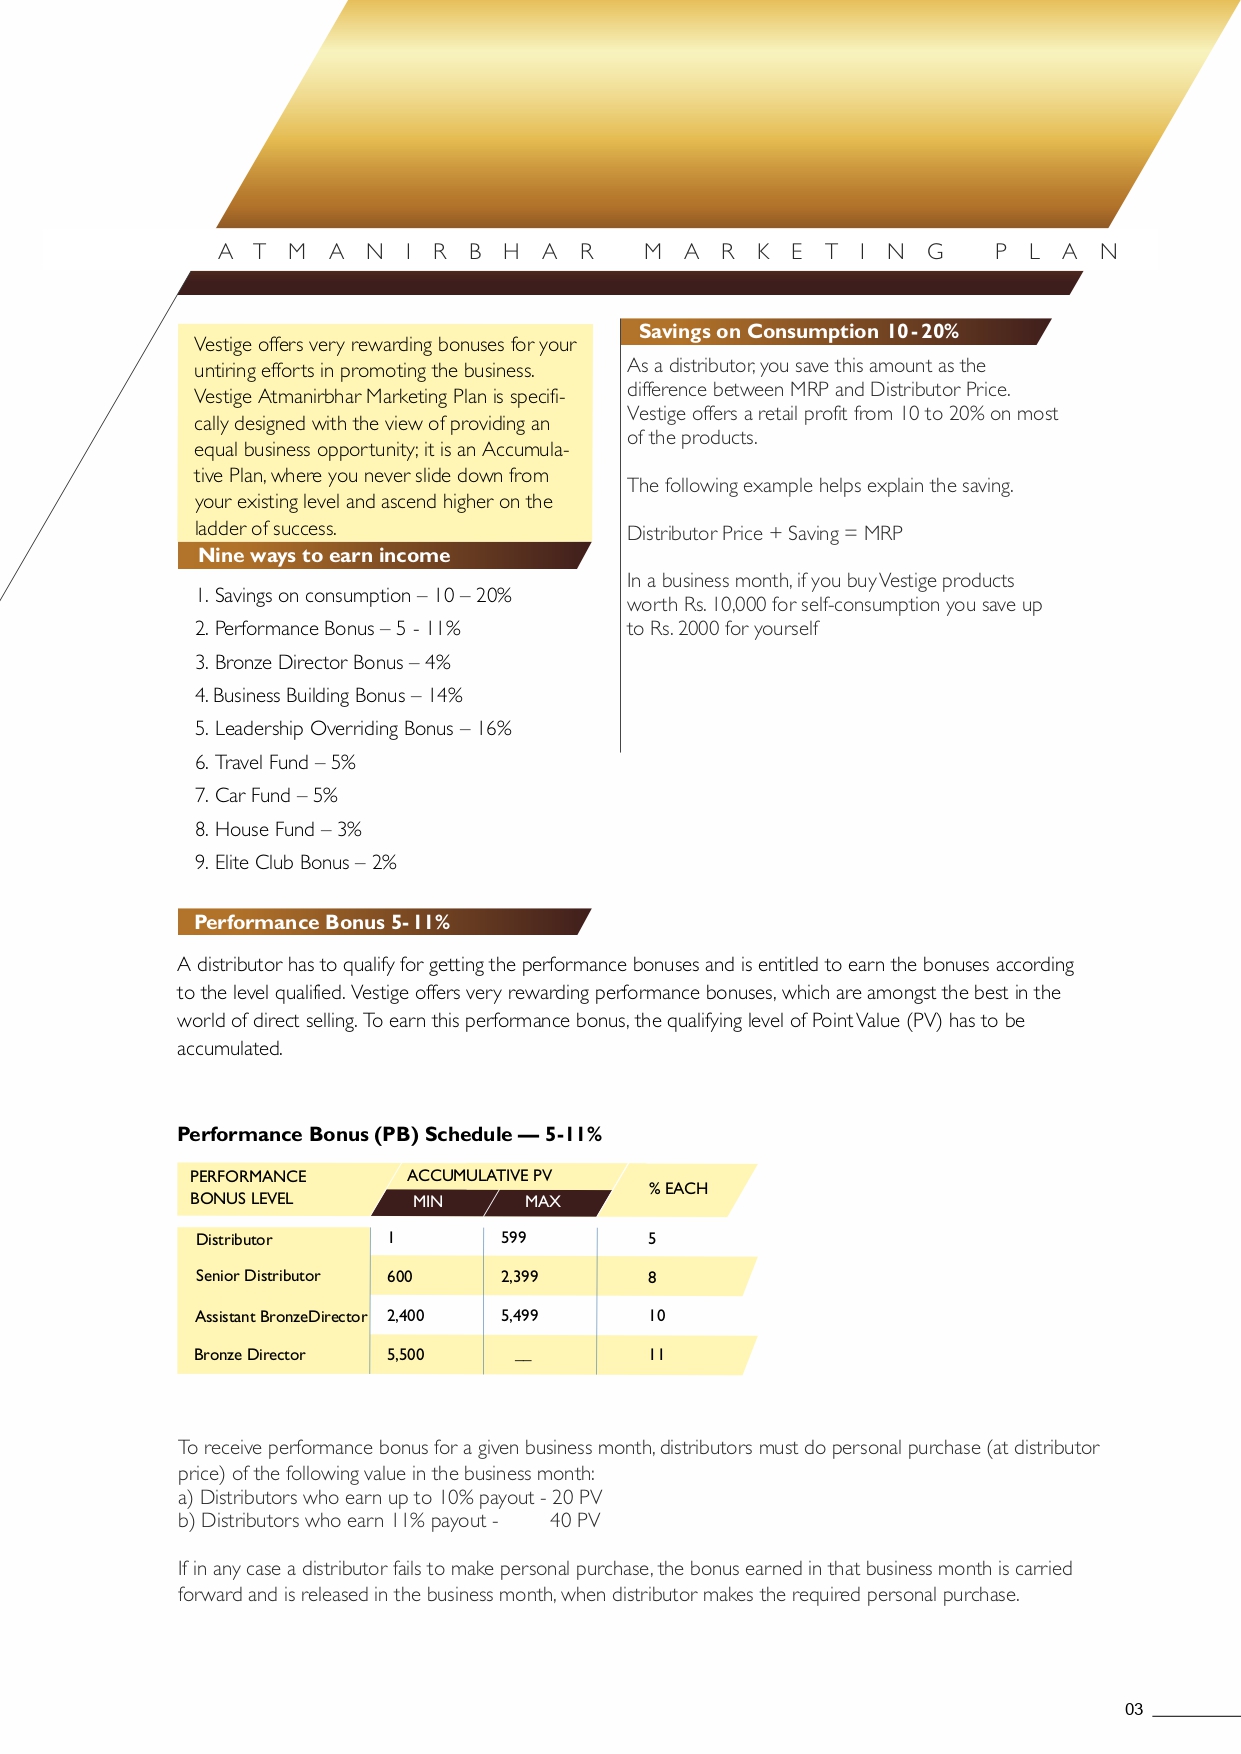 ATMANIRBHAR MARKETING PLAN
Vestige offers very rewarding bonuses for your
untiring efforts in promoting the business.
Vestige Atmanirbhar Marketing Plan is specifi-
cally designed with the view of providing an
equal business opportunity; it is an Accumula-
tive Plan, where you never slide down from
your existing level and ascend higher on the
ladder of success.
Nine ways to earn income
1. Savings on consumption – 10 – 20%
2. Performance Bonus – 5 - 11%
3. Bronze Director Bonus – 4%
4. Business Building Bonus – 14%
5. Leadership Overriding Bonus – 16%
6. Travel Fund – 5%
7. Car Fund – 5%
8. House Fund – 3%
9. Elite Club Bonus – 2%
Savings on Consumption 10-20%
As a distributor, you save this amount as the
difference between MRP and Distributor Price.
Vestige offers a retail profit from 10 to 20% on most
of the products.
The following example helps explain the saving.
Distributor Price + Saving = MRP
In a business month, if you buy Vestige products
worth Rs. 10,000 for self-consumption you save up
to Rs. 2000 for yourself
Performance Bonus 5-11%
A distributor has to qualify for getting the performance bonuses and is entitled to earn the bonuses according
to the level qualified. Vestige offers very rewarding performance bonuses, which are amongst the best in the
world of direct selling. To earn this performance bonus, the qualifying level of Point Value (PV) has to be
accumulated.
Performance Bonus (PB) Schedule — 5-11%
PERFORMANCE BONUS LEVEL ACCUMULATIVE PV % EACH
MIN MAX
Distributor 1 599 5
Senior Distributor 600 2,399 8
Assistant BronzeDirector 2,400 5,499 10
Bronze Director 5,500 __ 11
To receive performance bonus for a given business month, distributors must do personal purchase (at distributor
price) of the following value in the business month:
a) Distributors who earn up to 10% payout - 20 PV
b) Distributors who earn 11% payout - 40 PV
If in any case a distributor fails to make personal purchase, the bonus earned in that business month is carried
forward and is released in the business month, when distributor makes the required personal purchase.
03